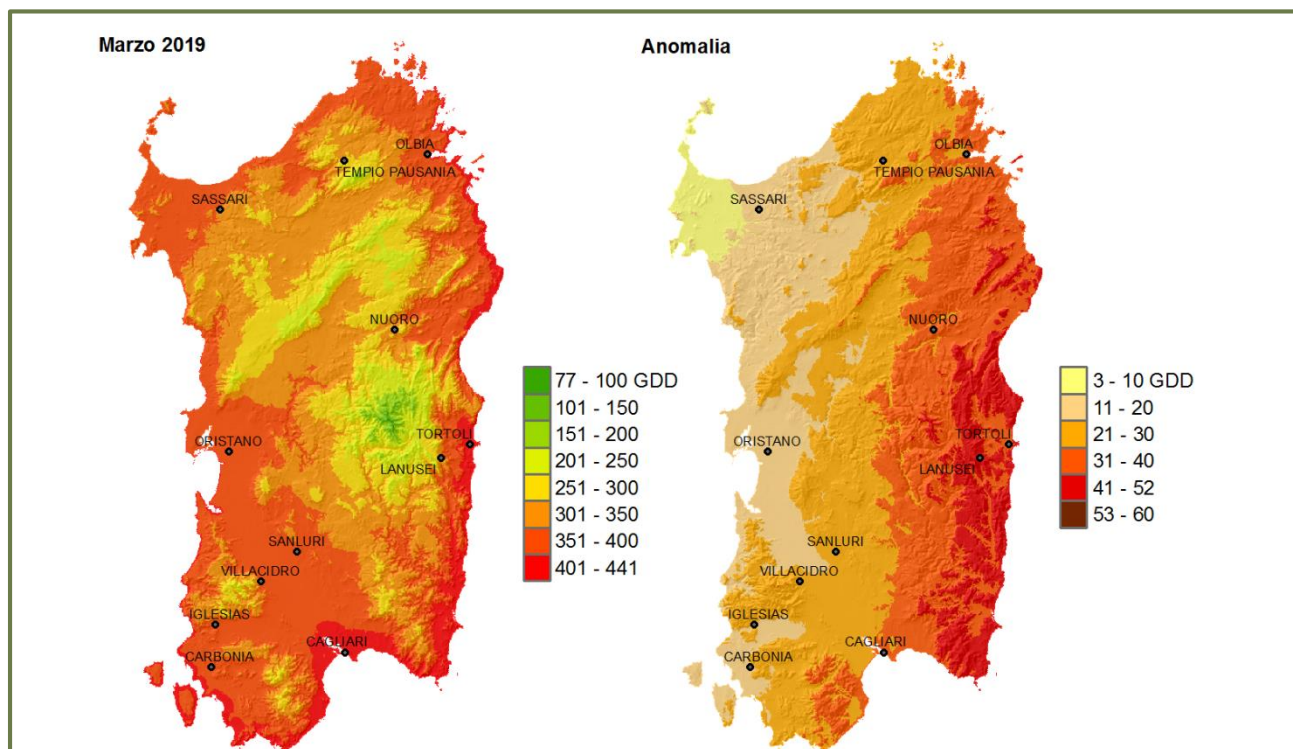 Marzo 2019
OLBIA
TEMPIO PAUSANIA
SASSARI
NUORO
ORISTANO
TORTOLI
LANUSEI
SANLURI
VILLACIDRO
IGLESIAS
CAGLIARI
CARBONIA
77 - 100 GDD
101 - 150
151 - 200
201 - 250
251 - 300
301 - 350
351 - 400
401 - 441
Anomalia
OLBIA
TEMPIO PAUSANIA
SASSARI
NUORO
ORISTANO
TORTOLI
LANUSEI
SANLURI
VILLACIDRO
IGLESIAS
CAGLIARI
CARBONIA
3 - 10 GDD
11 - 20
21 - 30
31 - 40
41 - 52
53 - 60